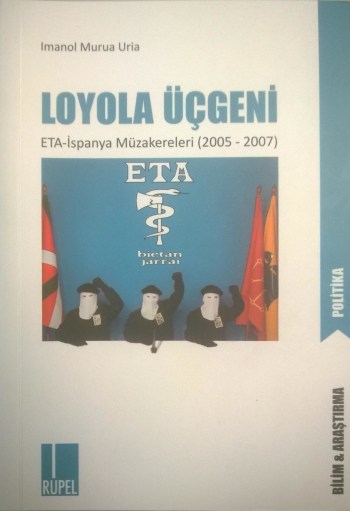 Imanol Murua Uria
LOYOLA ÜÇGENİ
ETA-İspanya Müzakereleri (2005 - 2007)
ETA
bietan
jarrai
POLİTİKA
BİLİM & ARAŞTIRMA
RUPEL